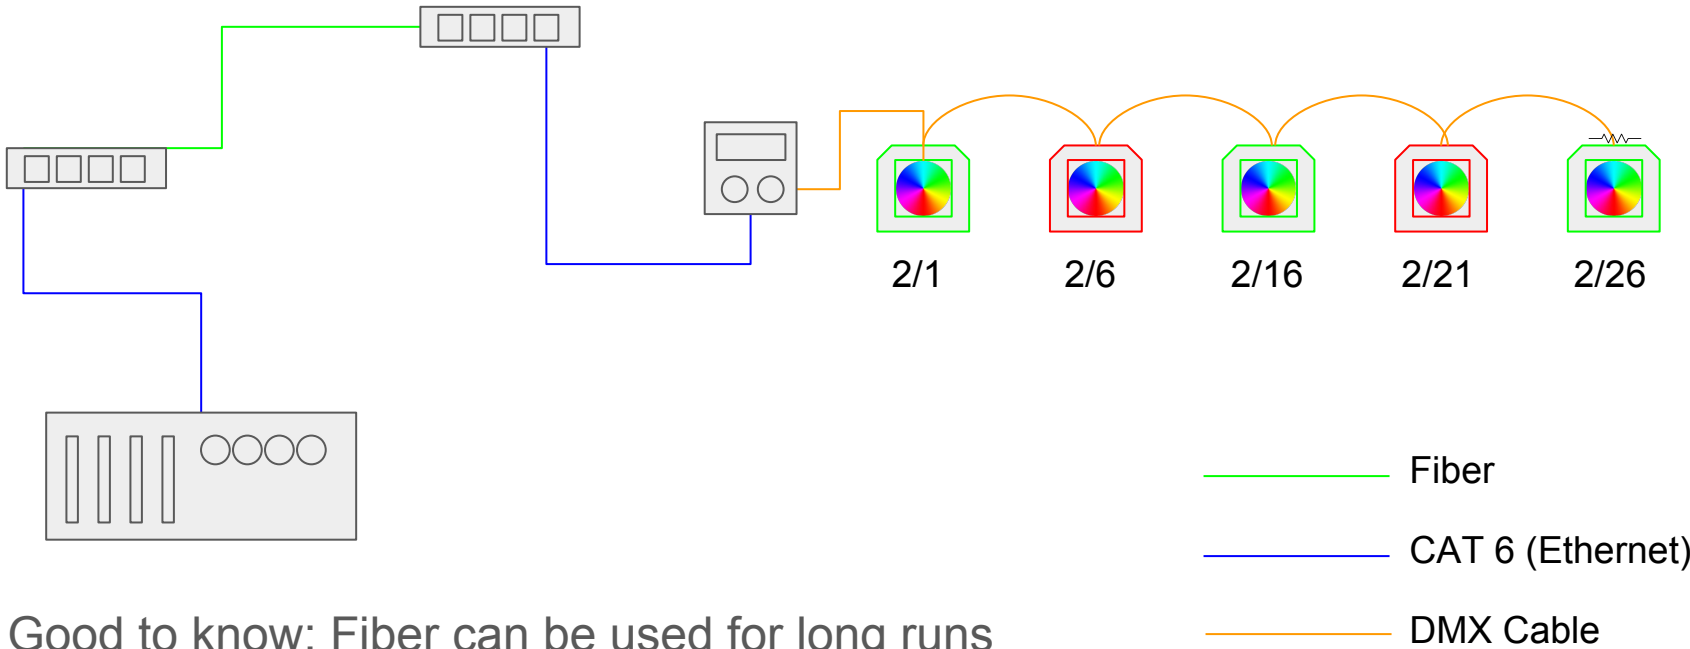 2/1 2/6 2/16 2/21 2/26
Fiber
CAT 6 (Ethernet)
DMX Cable
Good to know: Fiber can be used for long runs